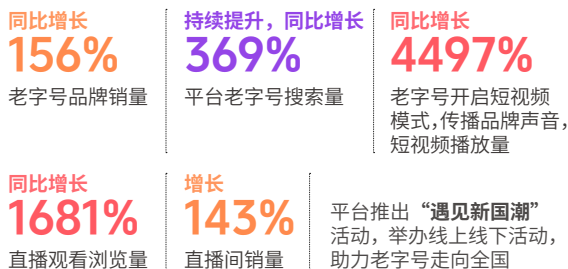 同比增长
156%
老字号品牌销量
持续提升，同比增长
369%
平台老字号搜索量
同比增长
4497%
老字号开启短视频
模式，传播品牌声音，
短视频播放量
同比增长
1681%
直播观看浏览量
增长
143%
直播间销量
平台推出“遇见新国潮”
活动，举办线上线下活动，
助力老字号走向全国